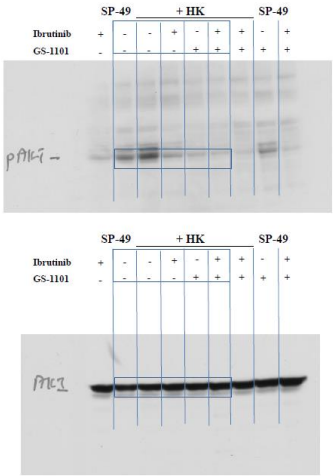 SP-49 + HK SP-49
Ibrutinib + - - + - + + - +
GS-1101 - - - - + + + + +
pAKT -
SP-49 + HK SP-49
Ibrutinib + - - + - + + - +
GS-1101 - - - - + + + + +
AKT